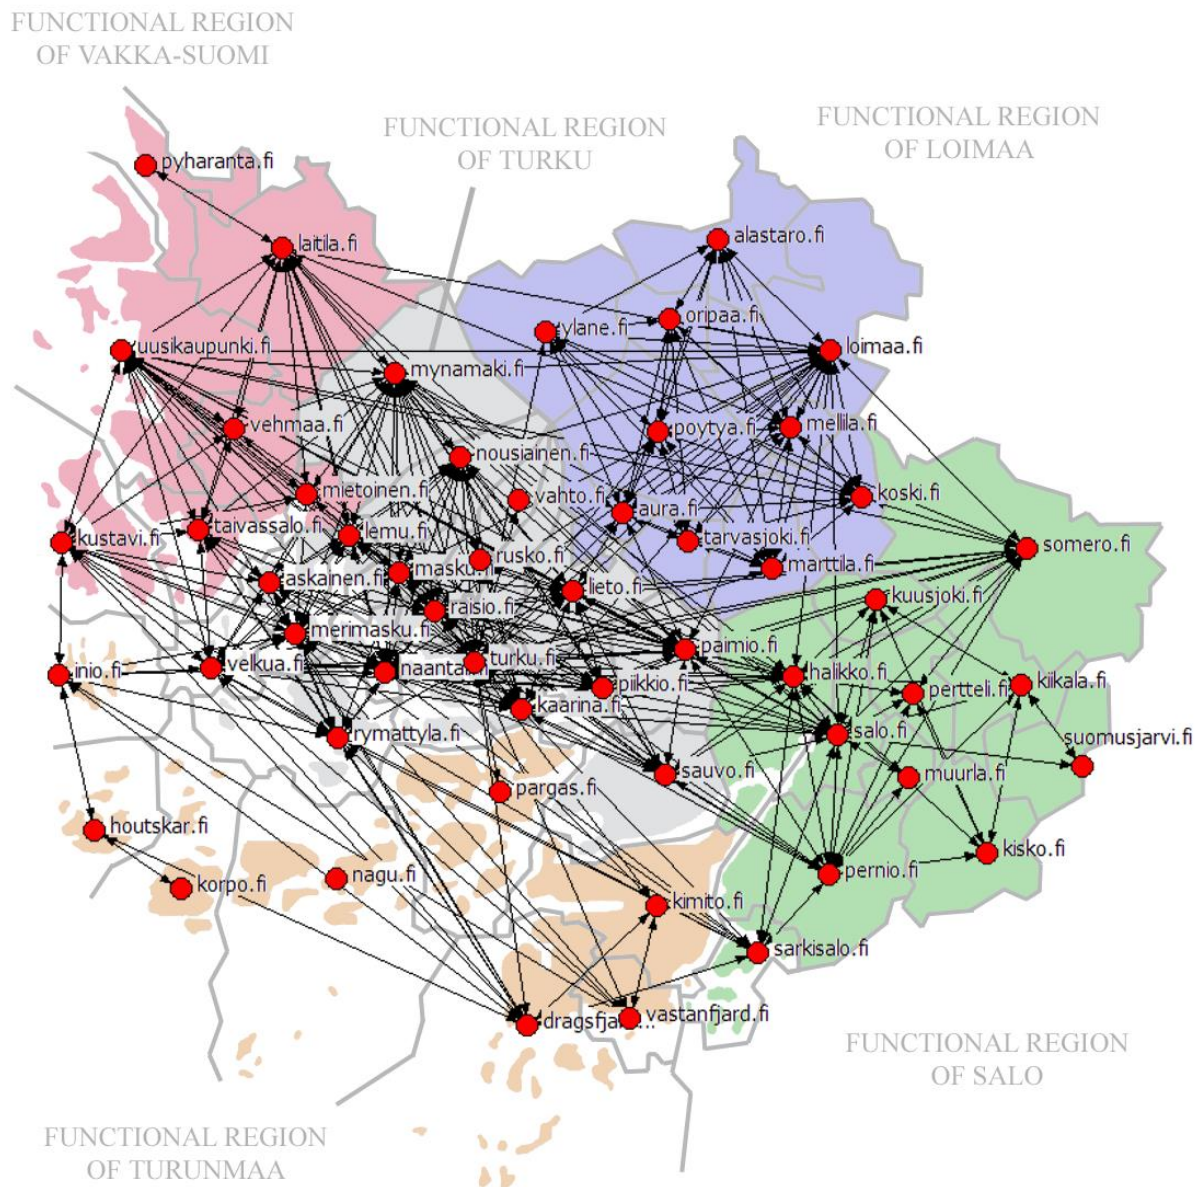 FUNCTIONAL REGION
OF VAKKA-SUOMI
FUNCTIONAL REGION
OF TURKU
FUNCTIONAL REGION
OF LOIMAA
pyharanta.fi
laitila.fi
alastaro.fi
ylane.fi
oripaa.fi
uusikaupunki.fi
loimaa.fi
mynamaki.fi
vehmaa.fi
poytya.fi
mellila.fi
nousiainen.fi
mietoinen.fi
vahto.fi
koski.fi
aura.fi
taivassalo.fi
lemu.fi
kustavi.fi
tarvasjoki.fi
somero.fi
rusko.fi
masku.fi
marttila.fi
askainen.fi
lieto.fi
kuusjoki.fi
raisio.fi
merimasku.fi
paimio.fi
turku.fi
velkua.fi
naantali.fi
inio.fi
halikko.fi
piikkio.fi
pertteli.fi
kiikala.fi
kaarina.fi
rymattyla.fi
salo.fi
suomusjarvi.fi
sauvo.fi
muurla.fi
pargas.fi
houtskar.fi
kisko.fi
pernio.fi
nagu.fi
korpo.fi
kimito.fi
sarkisalo.fi
vastanfjard.fi
dragsfja...
FUNCTIONAL REGION
OF SALO
FUNCTIONAL REGION
OF TURUNMAA